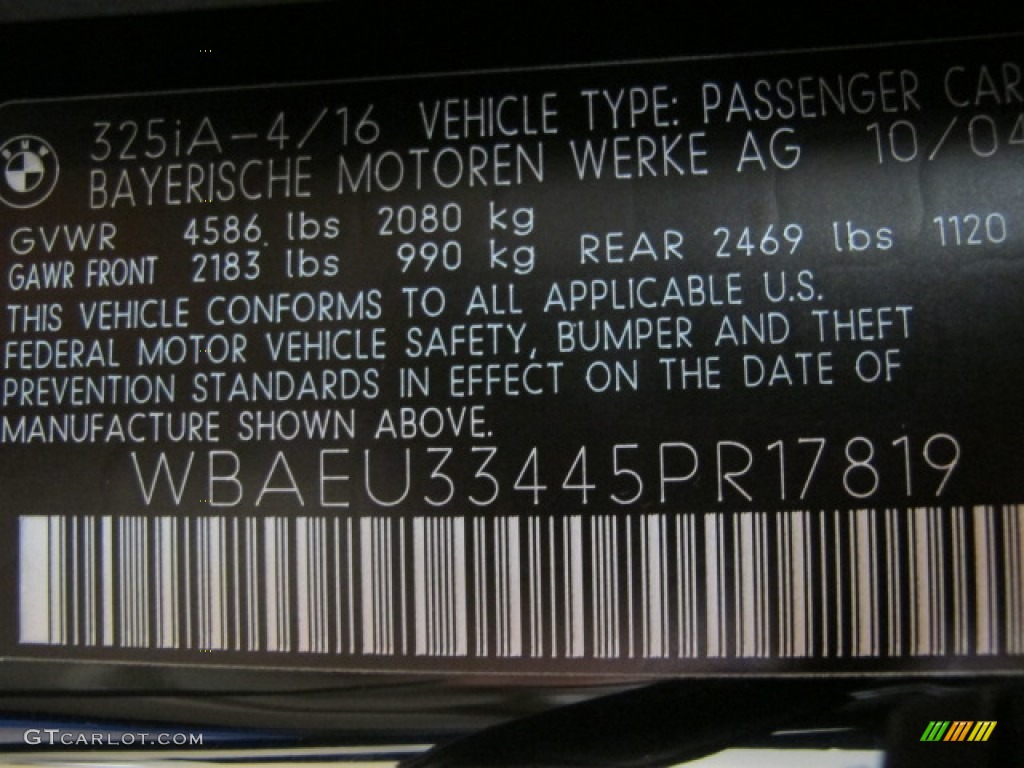 325iA-4/16 VEHICLE TYPE: PASSENGER CAR
BMW
BAYERISCHE MOTOREN WERKE AG 10/04
GVWR 4586 lbs 2080 kg
GAWR FRONT 2183 lbs 990 kg REAR 2469 lbs 1120
THIS VEHICLE CONFORMS TO ALL APPLICABLE U.S.
FEDERAL MOTOR VEHICLE SAFETY, BUMPER AND THEFT
PREVENTION STANDARDS IN EFFECT ON THE DATE OF
MANUFACTURE SHOWN ABOVE.
WBAEU33445PR17819
GTCARLOT.COM